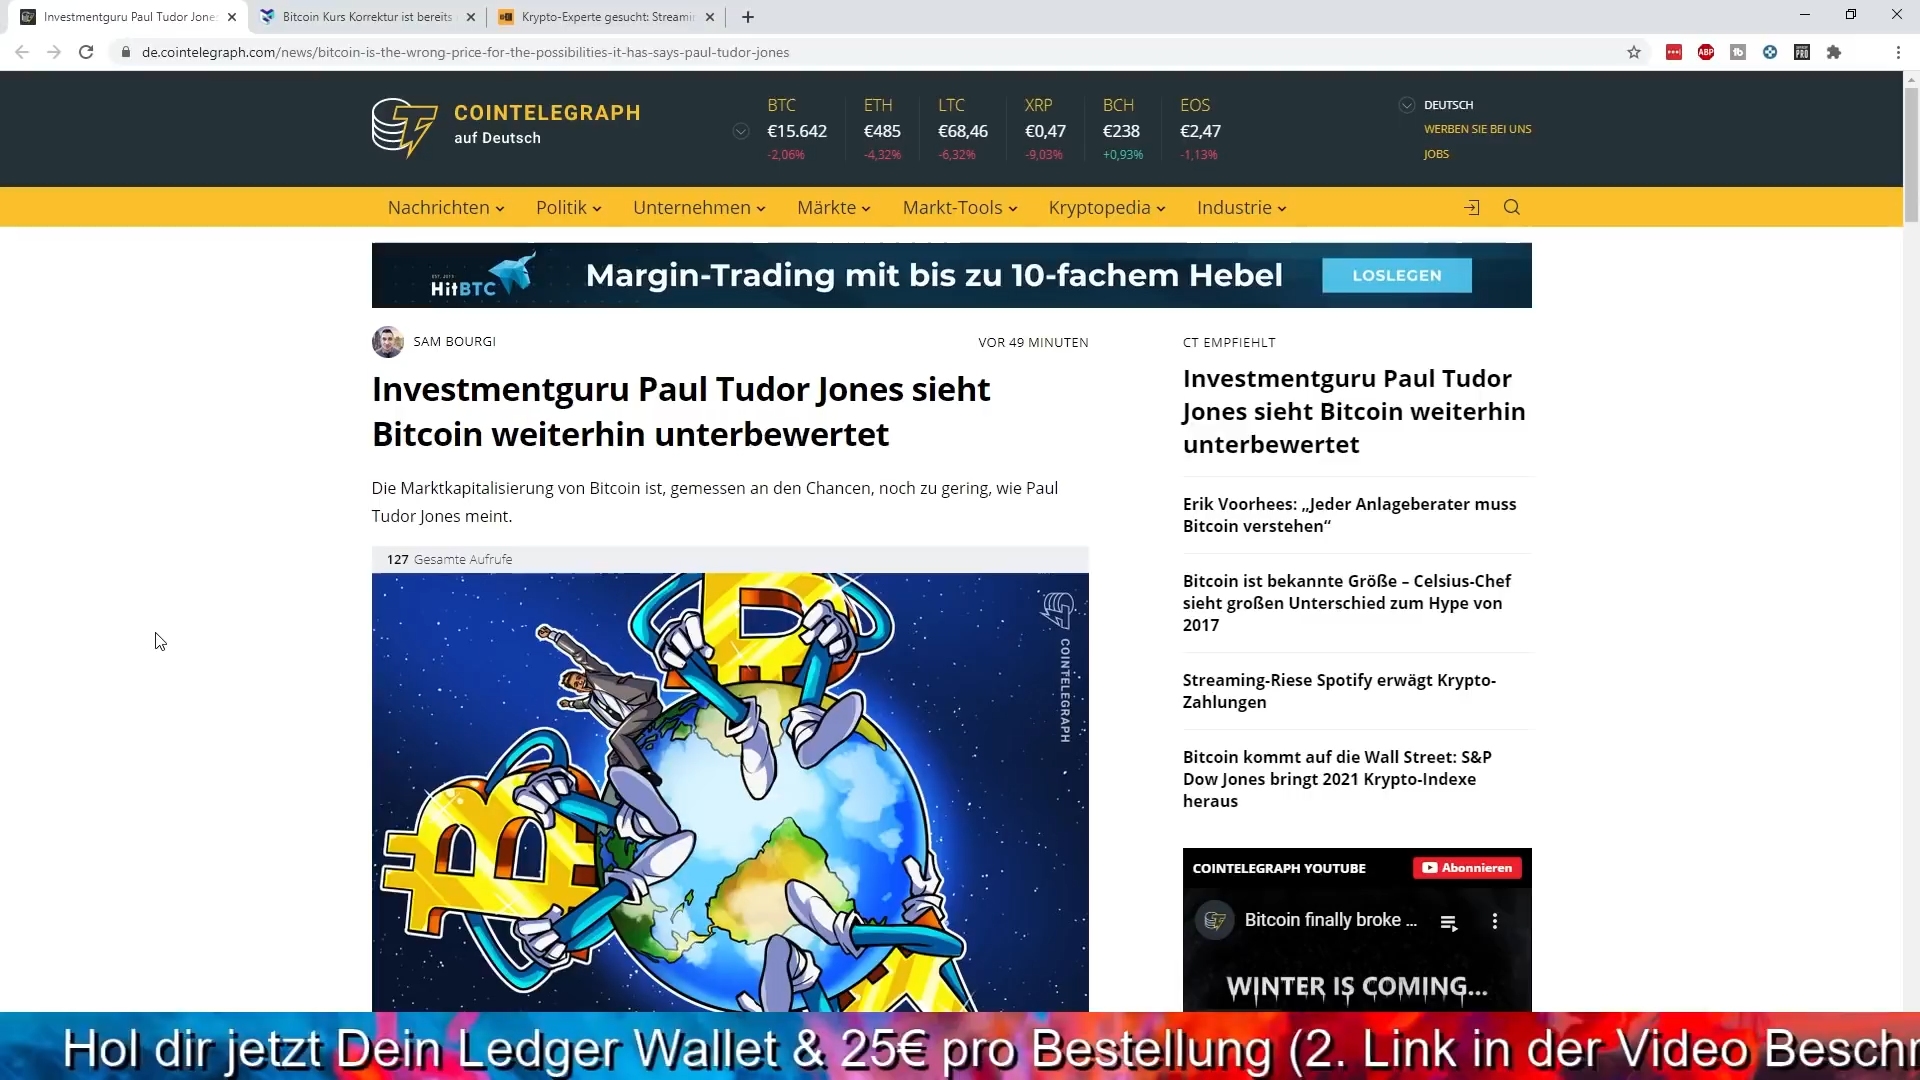 Investmentguru Paul Tudor Jone
Bitcoin Kurs Korrektur ist bereits
Krypto-Experte gesucht: Streami
de.cointelegraph.com/news/bitcoin-is-the-wrong-price-for-the-possibilities-it-has-says-paul-tudor-jones
ABP
COINTELEGRAPH
auf Deutsch
BTC ETH LTC XRP BCH EOS
€15.642 €485 €68,46 €0,47 €238 €2,47
-2,06% -4,32% -6,32% -9,03% +0,93% -1,13%
DEUTSCH
WERBEN SIE BEI UNS
JOBS
Nachrichten Politik Unternehmen Märkte Markt-Tools Kryptopedia Industrie
HitBTC
Margin-Trading mit bis zu 10-fachem Hebel
LOSLEGEN
SAM BOURGI
VOR 49 MINUTEN
Investmentguru Paul Tudor Jones sieht
Bitcoin weiterhin unterbewertet
Die Marktkapitalisierung von Bitcoin ist, gemessen an den Chancen, noch zu gering, wie Paul
Tudor Jones meint.
127 Gesamte Aufrufe
COINTELEGRAPH
CT EMPFIEHLT
Investmentguru Paul Tudor
Jones sieht Bitcoin weiterhin
unterbewertet
Erik Voorhees: „Jeder Anlageberater muss
Bitcoin verstehen“
Bitcoin ist bekannte Größe – Celsius-Chef
sieht großen Unterschied zum Hype von
2017
Streaming-Riese Spotify erwägt Krypto-
Zahlungen
Bitcoin kommt auf die Wall Street: S&P
Dow Jones bringt 2021 Krypto-Indexe
heraus
COINTELEGRAPH YOUTUBE
Abonnieren
Bitcoin finally broke ...
WINTER IS COMING...
Hol dir jetzt Dein Ledger Wallet & 25€ pro Bestellung (2. Link in der Video Beschr